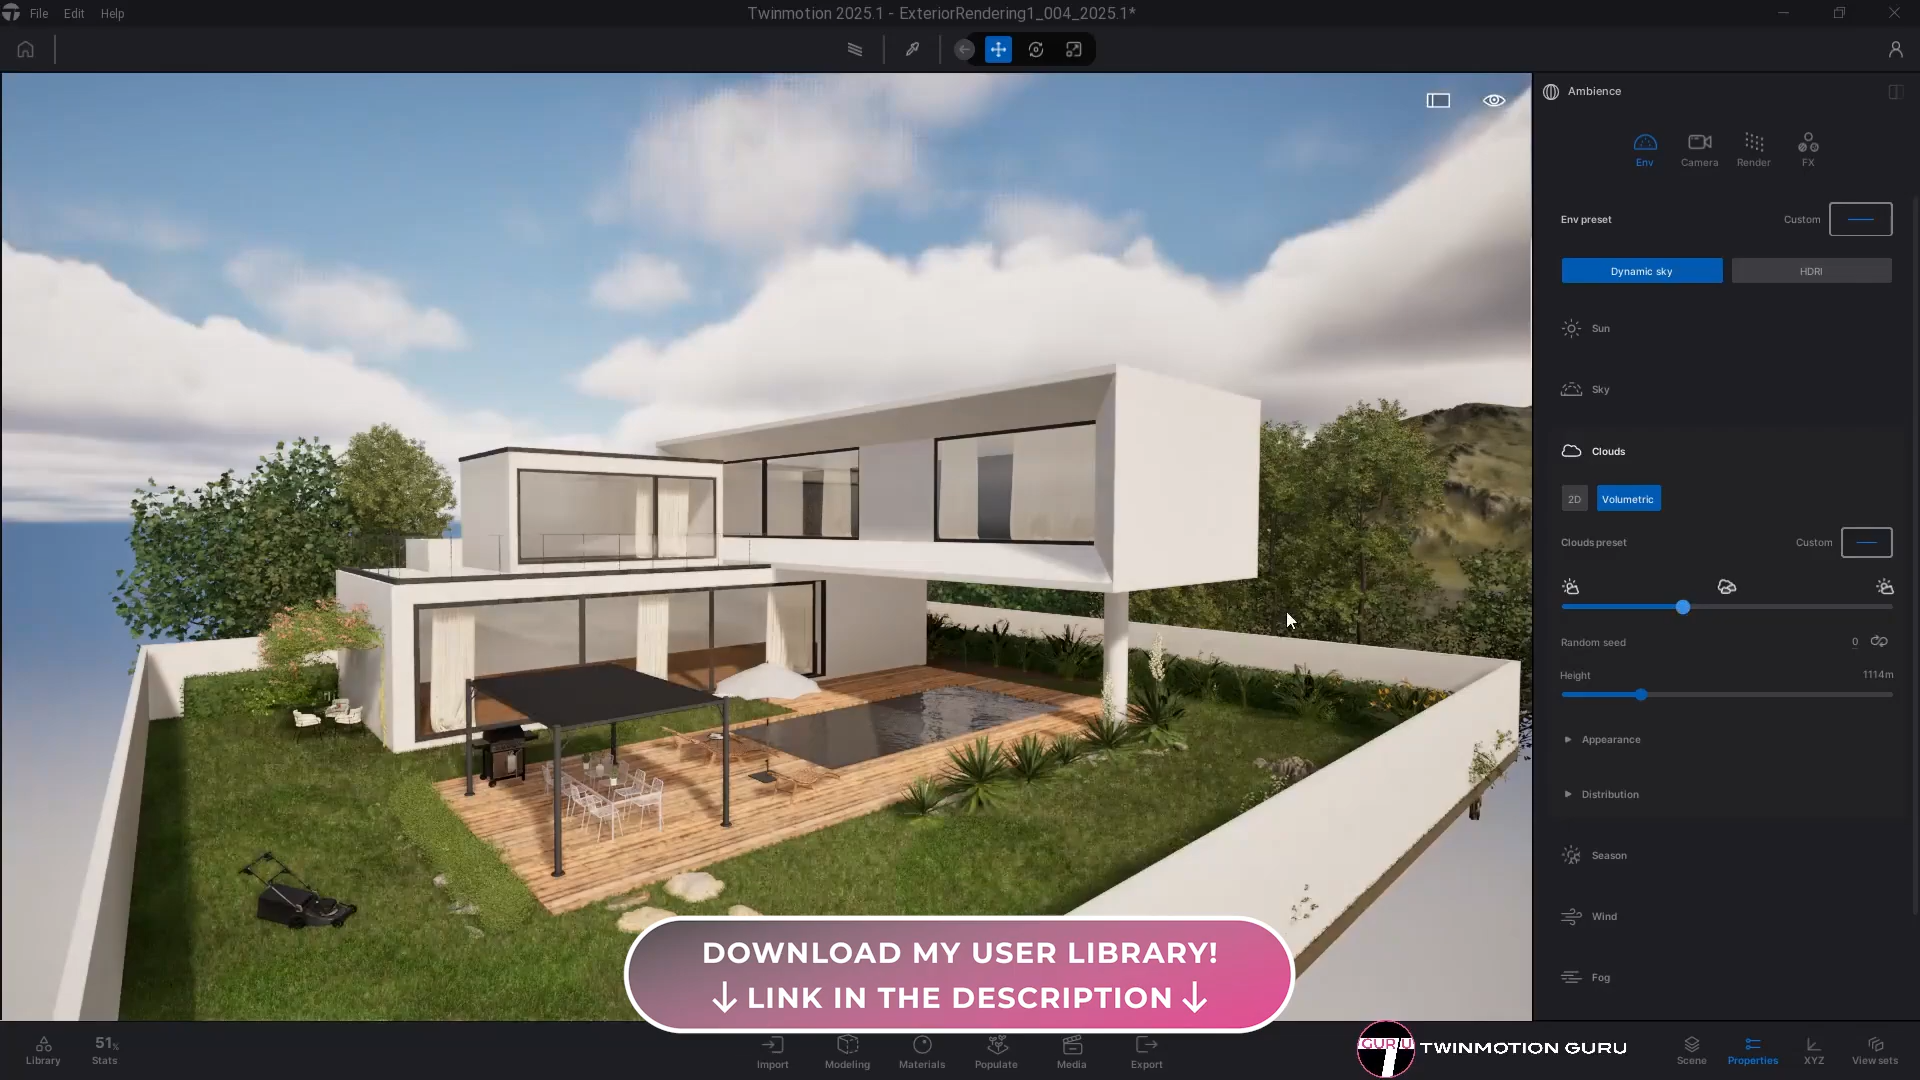 File Edit Help
Twinmotion 2025.1 - ExteriorRendering1_004_2025.1*
Ambience
Env Camera Render FX
Env preset Custom
Dynamic sky HDRI
Sun
Sky
Clouds
2D Volumetric
Clouds preset Custom
Random seed 0
Height 1114m
Appearance
Distribution
Season
Wind
Fog
DOWNLOAD MY USER LIBRARY!
↓ LINK IN THE DESCRIPTION ↓
Library 51% Stats Import Modeling Materials Populate Media Export
GURU TWINMOTION GURU
Scene Properties XYZ View sets